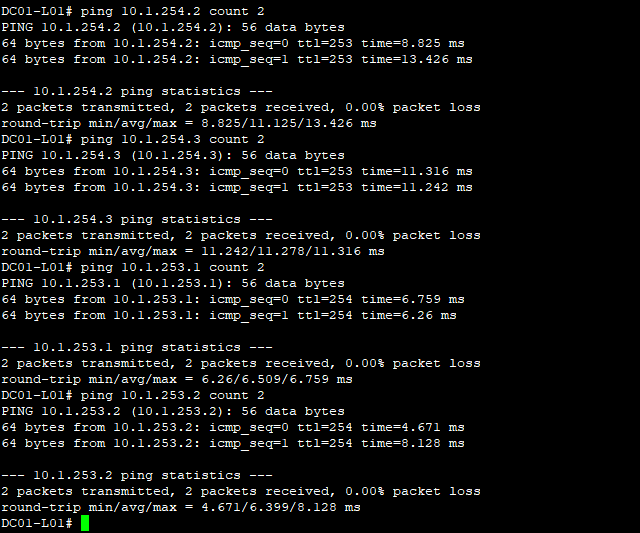 DC01-L01# ping 10.1.254.2 count 2
PING 10.1.254.2 (10.1.254.2): 56 data bytes
64 bytes from 10.1.254.2: icmp_seq=0 ttl=253 time=8.825 ms
64 bytes from 10.1.254.2: icmp_seq=1 ttl=253 time=13.426 ms
--- 10.1.254.2 ping statistics ---
2 packets transmitted, 2 packets received, 0.00% packet loss
round-trip min/avg/max = 8.825/11.125/13.426 ms
DC01-L01# ping 10.1.254.3 count 2
PING 10.1.254.3 (10.1.254.3): 56 data bytes
64 bytes from 10.1.254.3: icmp_seq=0 ttl=253 time=11.316 ms
64 bytes from 10.1.254.3: icmp_seq=1 ttl=253 time=11.242 ms
--- 10.1.254.3 ping statistics ---
2 packets transmitted, 2 packets received, 0.00% packet loss
round-trip min/avg/max = 11.242/11.278/11.316 ms
DC01-L01# ping 10.1.253.1 count 2
PING 10.1.253.1 (10.1.253.1): 56 data bytes
64 bytes from 10.1.253.1: icmp_seq=0 ttl=254 time=6.759 ms
64 bytes from 10.1.253.1: icmp_seq=1 ttl=254 time=6.26 ms
--- 10.1.253.1 ping statistics ---
2 packets transmitted, 2 packets received, 0.00% packet loss
round-trip min/avg/max = 6.26/6.509/6.759 ms
DC01-L01# ping 10.1.253.2 count 2
PING 10.1.253.2 (10.1.253.2): 56 data bytes
64 bytes from 10.1.253.2: icmp_seq=0 ttl=254 time=4.671 ms
64 bytes from 10.1.253.2: icmp_seq=1 ttl=254 time=8.128 ms
--- 10.1.253.2 ping statistics ---
2 packets transmitted, 2 packets received, 0.00% packet loss
round-trip min/avg/max = 4.671/6.399/8.128 ms
DC01-L01#